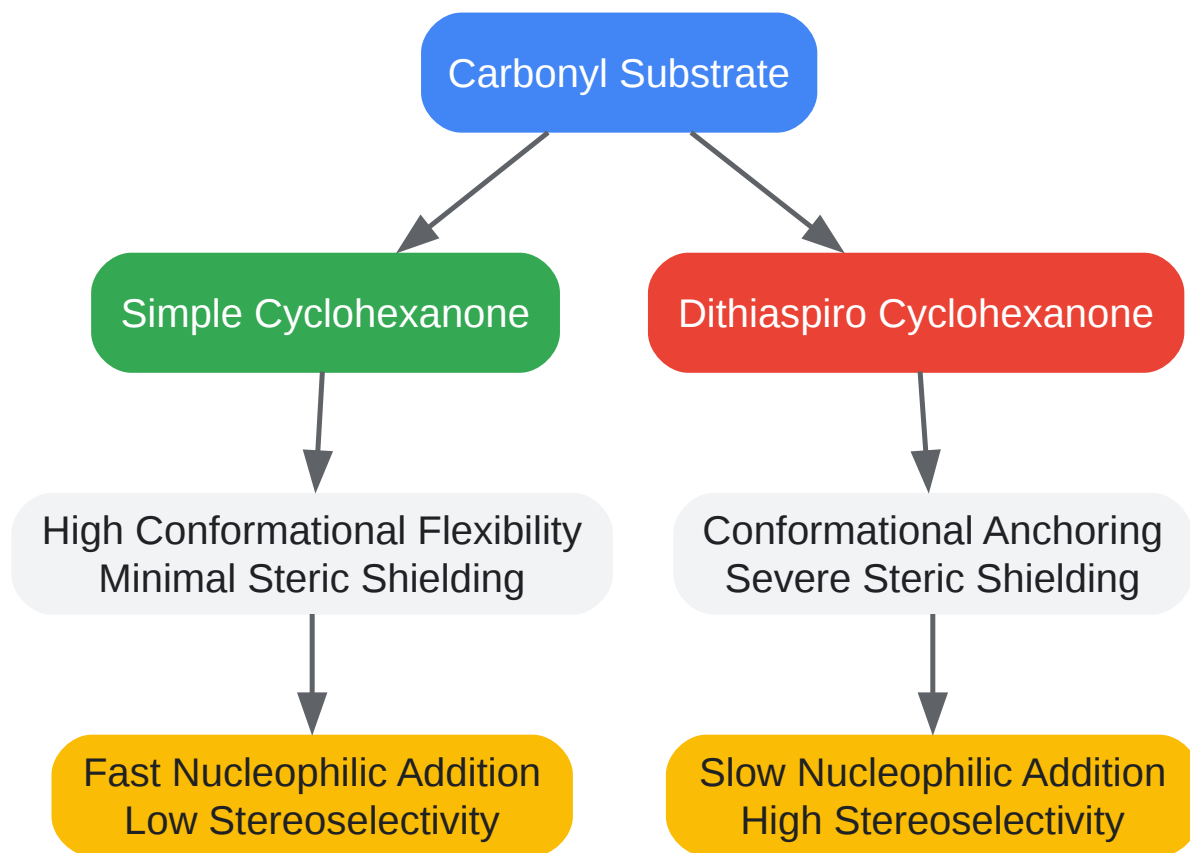 Carbonyl Substrate
Simple Cyclohexanone
Dithiaspiro Cyclohexanone
High Conformational Flexibility
Minimal Steric Shielding
Conformational Anchoring
Severe Steric Shielding
Fast Nucleophilic Addition
Low Stereoselectivity
Slow Nucleophilic Addition
High Stereoselectivity